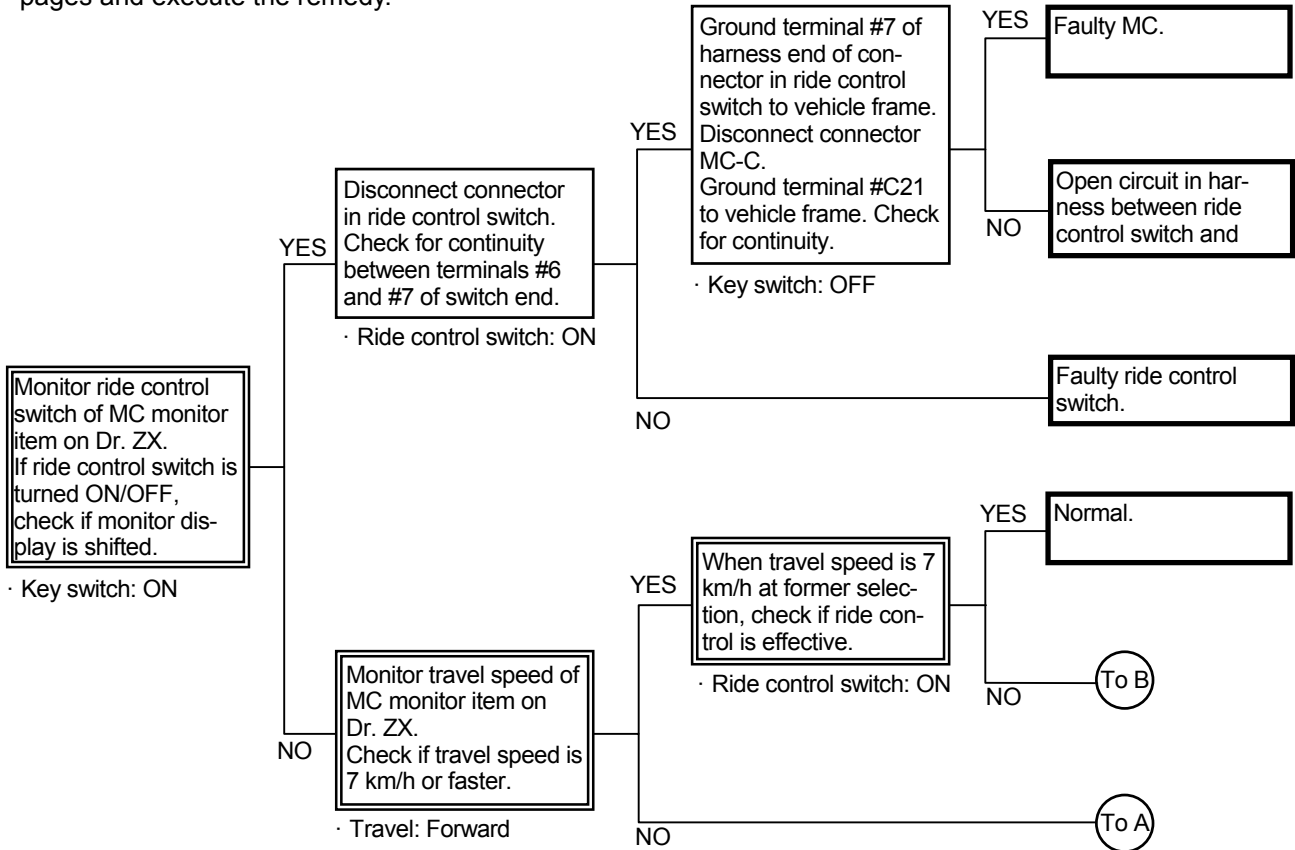 pages and execute the remedy.
Monitor ride control
switch of MC monitor
item on Dr. ZX.
If ride control switch is
turned ON/OFF,
check if monitor dis-
play is shifted.
· Key switch: ON
YES
Disconnect connector
in ride control switch.
Check for continuity
between terminals #6
and #7 of switch end.
· Ride control switch: ON
YES
Ground terminal #7 of
harness end of con-
nector in ride control
switch to vehicle frame.
Disconnect connector
MC-C.
Ground terminal #C21
to vehicle frame. Check
for continuity.
· Key switch: OFF
YES
Faulty MC.
NO
Open circuit in har-
ness between ride
control switch and
NO
Faulty ride control
switch.
NO
Monitor travel speed of
MC monitor item on
Dr. ZX.
Check if travel speed is
7 km/h or faster.
· Travel: Forward
YES
When travel speed is 7
km/h at former selec-
tion, check if ride con-
trol is effective.
· Ride control switch: ON
YES
Normal.
NO
To B
NO
To A